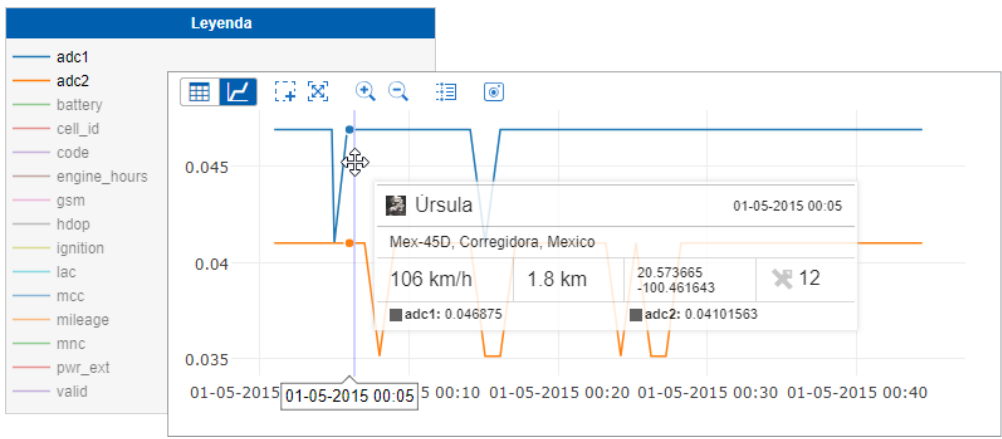 Leyenda
adc1
adc2
battery
cell_id
code
engine_hours
gsm
hdop
ignition
lac
mcc
mileage
mnc
pwr_ext
valid
0.045
0.04
0.035
Úrsula 01-05-2015 00:05
Mex-45D, Corregidora, Mexico
106 km/h 1.8 km 20.573665 12
-100.461643
adc1: 0.046875 adc2: 0.04101563
01-05-2015 5 00:10 01-05-2015 00:20 01-05-2015 00:30 01-05-2015 00:40
01-05-2015 00:05